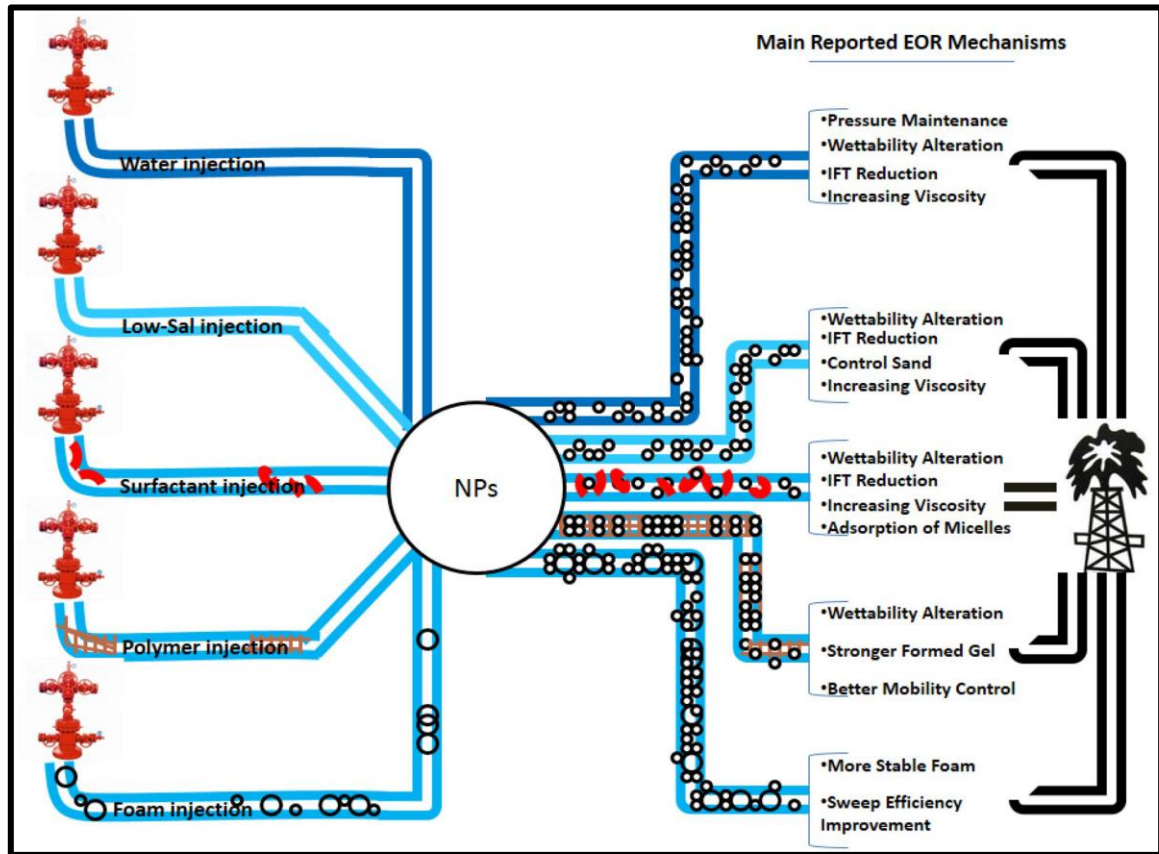 Main Reported EOR Mechanisms
Water injection
Low-Sal injection
Surfactant injection
Polymer injection
Foam injection
NPs
•Pressure Maintenance
•Wettability Alteration
•IFT Reduction
•Increasing Viscosity
•Wettability Alteration
•IFT Reduction
•Control Sand
•Increasing Viscosity
•Wettability Alteration
•IFT Reduction
•Increasing Viscosity
•Adsorption of Micelles
•Wettability Alteration
•Stronger Formed Gel
•Better Mobility Control
•More Stable Foam
•Sweep Efficiency
Improvement